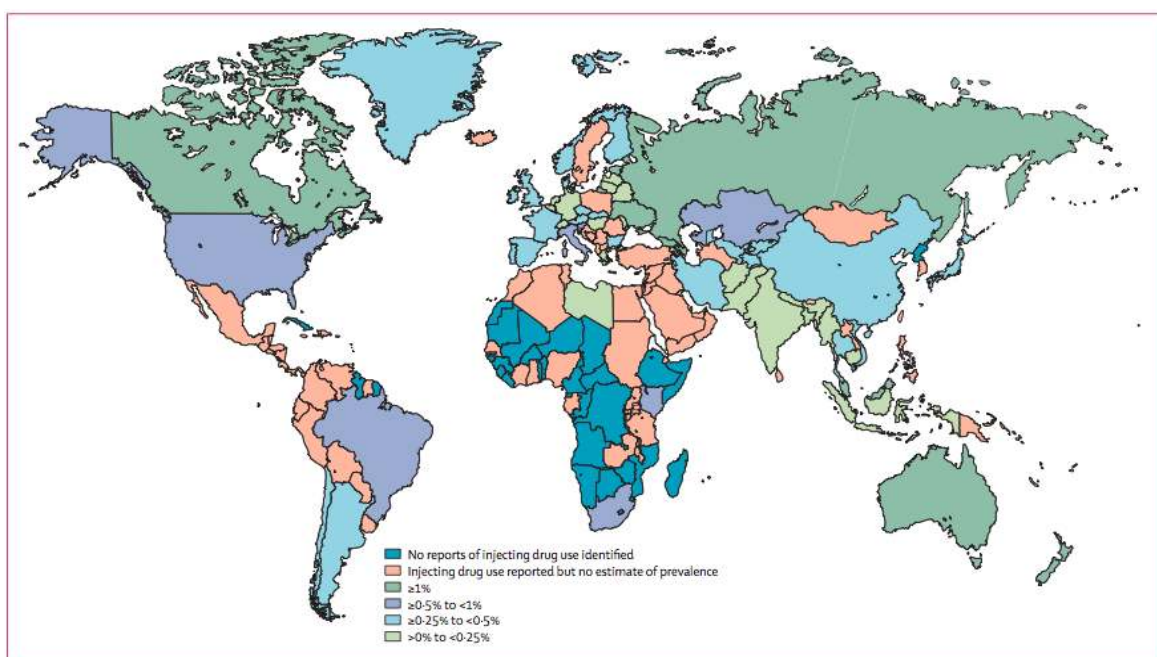 No reports of injecting drug use identified
Injecting drug use reported but no estimate of prevalence
≥1%
≥0·5% to <1%
≥0·25% to <0·5%
>0% to <0·25%